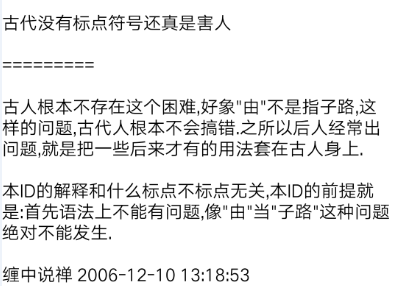 古代没有标点符号还真是害人
=========
古人根本不存在这个困难,好象"由"不是指子路,这
样的问题,古代人根本不会搞错.之所以后人经常出
问题,就是把一些后来才有的用法套在古人身上.
本ID的解释和什么标点不标点无关,本ID的前提就
是:首先语法上不能有问题,像"由"当"子路"这种问题
绝对不能发生.
缠中说禅 2006-12-10 13:18:53